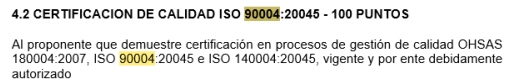 4.2 CERTIFICACION DE CALIDAD ISO 90004:20045 - 100 PUNTOS
Al proponente que demuestre certificación en procesos de gestión de calidad OHSAS
180004:2007, ISO 90004:20045 e ISO 140004:20045, vigente y por ente debidamente
autorizado